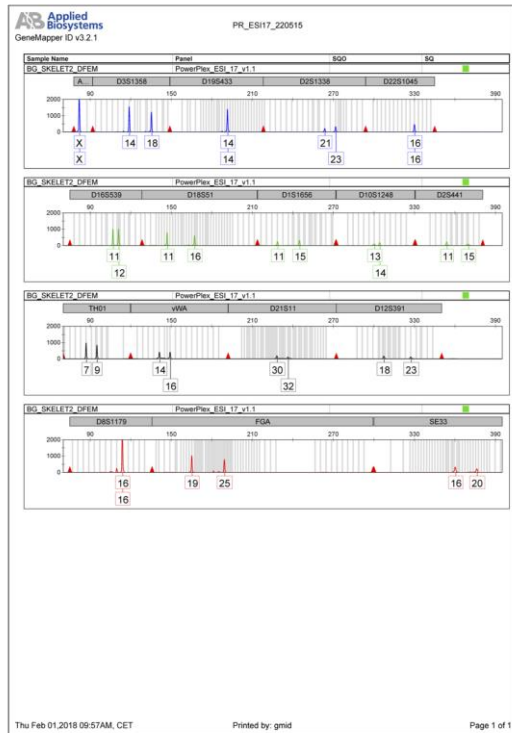 AB Applied Biosystems
PR_ESI17_220515
GeneMapper ID v3.2.1
Sample Name Panel SQO SQ
BG_SKELET2_DFEM PowerPlex_ESI_17_v1.1
A... D3S1358 D19S433 D2S1338 D22S1045
90 150 210 270 330 390
2000
1000
0
X 14 18 14 21 16
X 14 23 16
BG_SKELET2_DFEM PowerPlex_ESI_17_v1.1
D16S539 D18S51 D1S1656 D10S1248 D2S441
90 150 210 270 330 390
2000
1000
0
11 11 16 11 15 13 11 15
12 14
BG_SKELET2_DFEM PowerPlex_ESI_17_v1.1
TH01 vWA D21S11 D12S391
90 150 210 270 330 390
2000
1000
0
7 9 14 30 18 23
16 32
BG_SKELET2_DFEM PowerPlex_ESI_17_v1.1
D8S1179 FGA SE33
90 150 210 270 330 390
2000
1000
0
16 19 25 16 20
16
Thu Feb 01,2018 09:57AM, CET Printed by: gmid Page 1 of 1